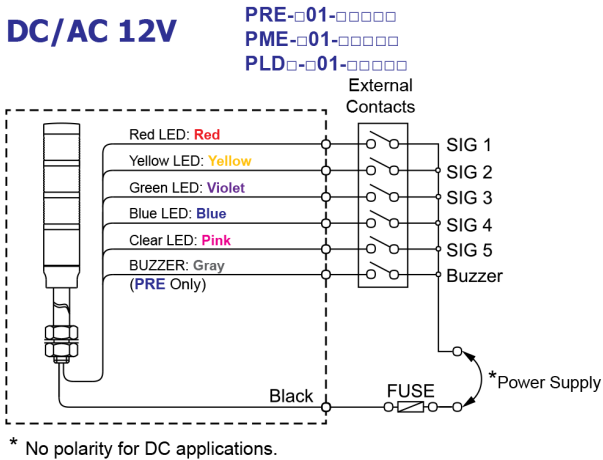 DC/AC 12V
PRE-□01-□□□□□
PME-□01-□□□□□
PLD□-□01-□□□□□
External
Contacts
Red LED: Red
SIG 1
Yellow LED: Yellow
SIG 2
Green LED: Violet
SIG 3
Blue LED: Blue
SIG 4
Clear LED: Pink
SIG 5
BUZZER: Gray
(PRE Only)
Buzzer
*Power Supply
Black
FUSE
* No polarity for DC applications.